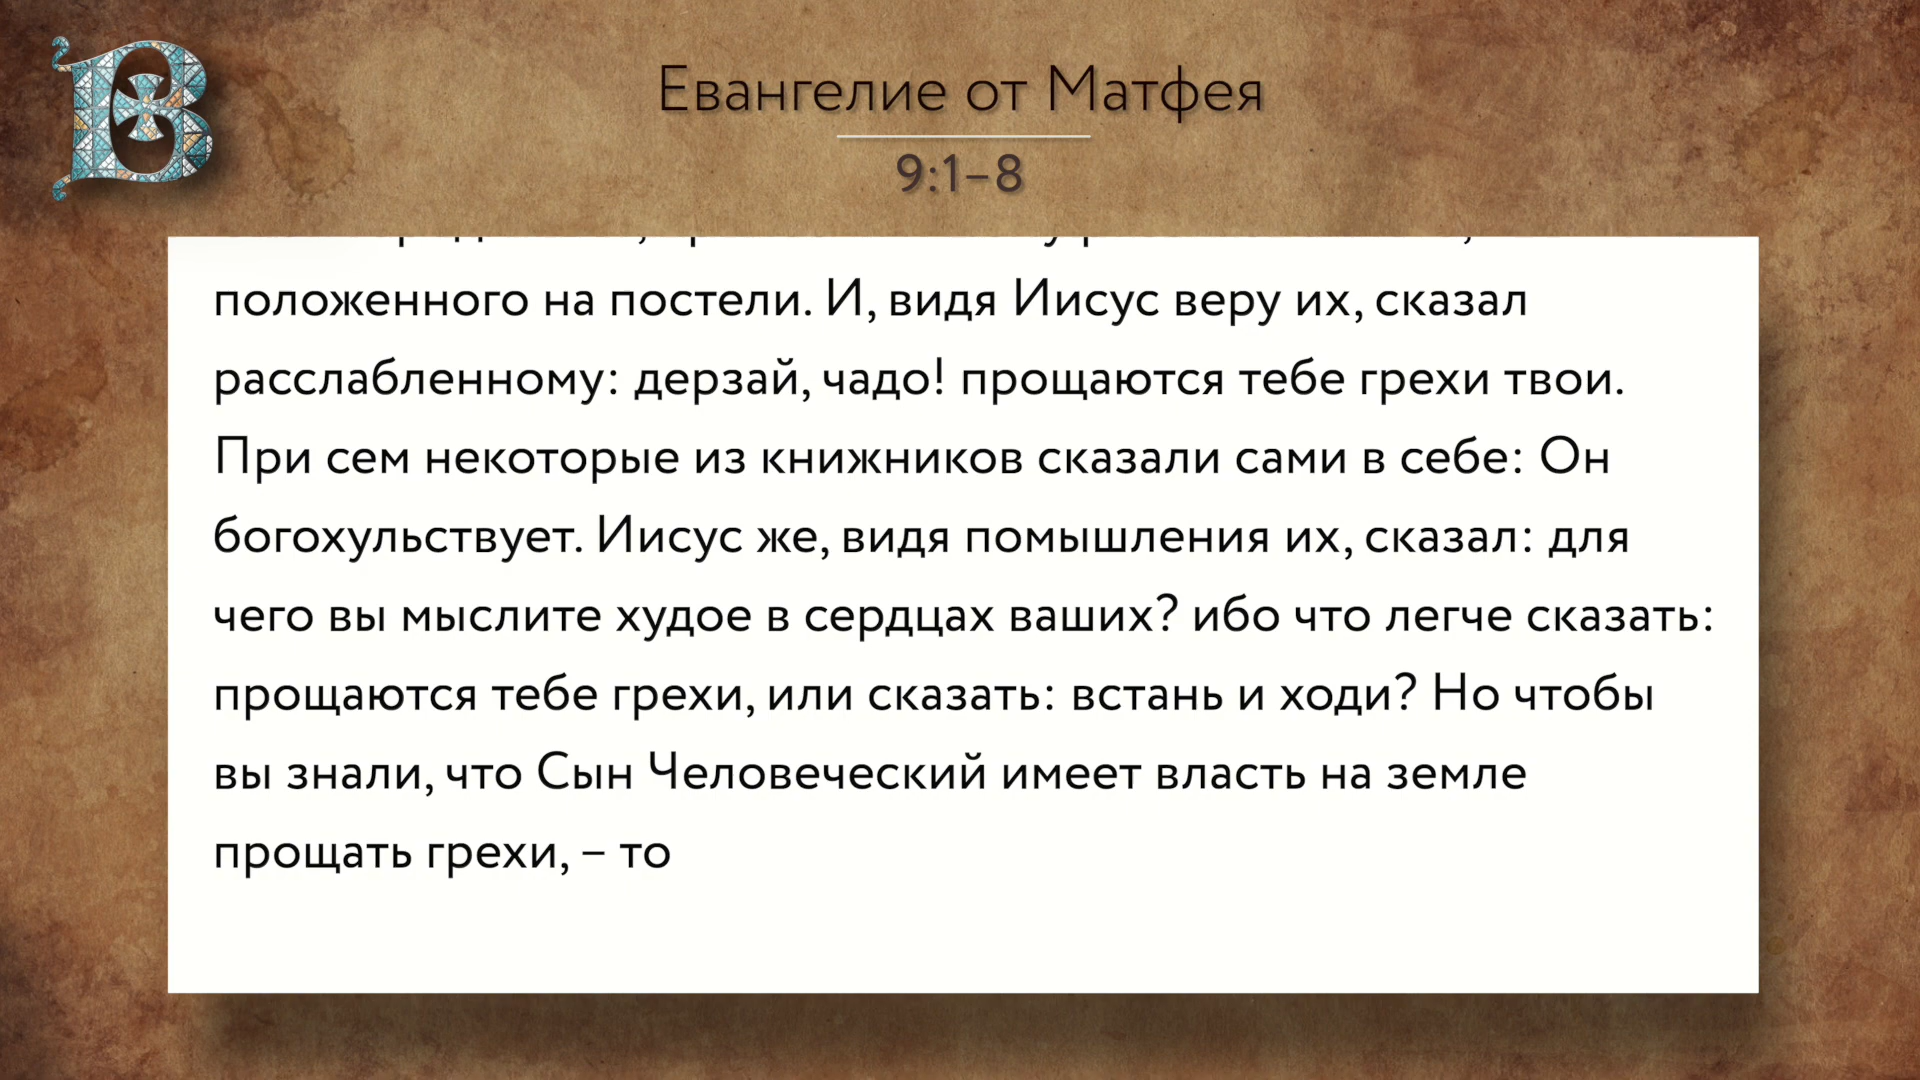 Евангелие от Матфея
9:1–8
положенного на постели. И, видя Иисус веру их, сказал
расслабленному: дерзай, чадо! прощаются тебе грехи твои.
При сем некоторые из книжников сказали сами в себе: Он
богохульствует. Иисус же, видя помышления их, сказал: для
чего вы мыслите худое в сердцах ваших? ибо что легче сказать:
прощаются тебе грехи, или сказать: встань и ходи? Но чтобы
вы знали, что Сын Человеческий имеет власть на земле
прощать грехи, – то